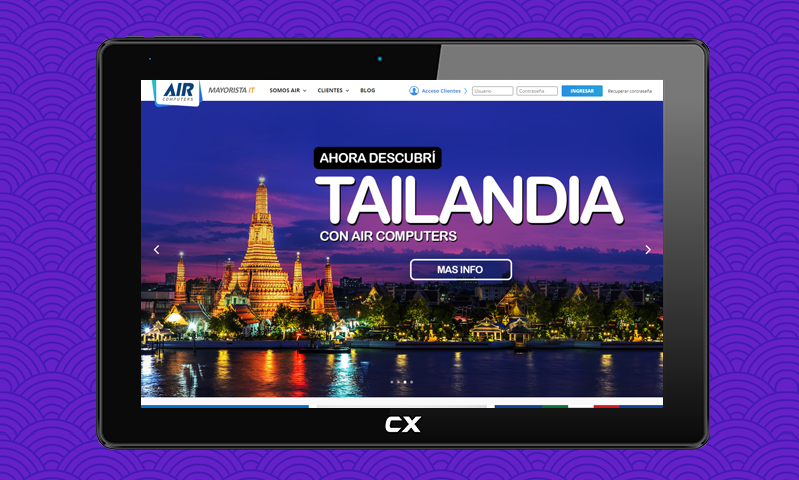 AIR
COMPUTERS
MAYORISTA IT
SOMOS AIR
CLIENTES
BLOG
Acceso Clientes
Usuario
Contraseña
INGRESAR
Recuperar contraseña
AHORA DESCUBRÍ
TAILANDIA
CON AIR COMPUTERS
MAS INFO
CX